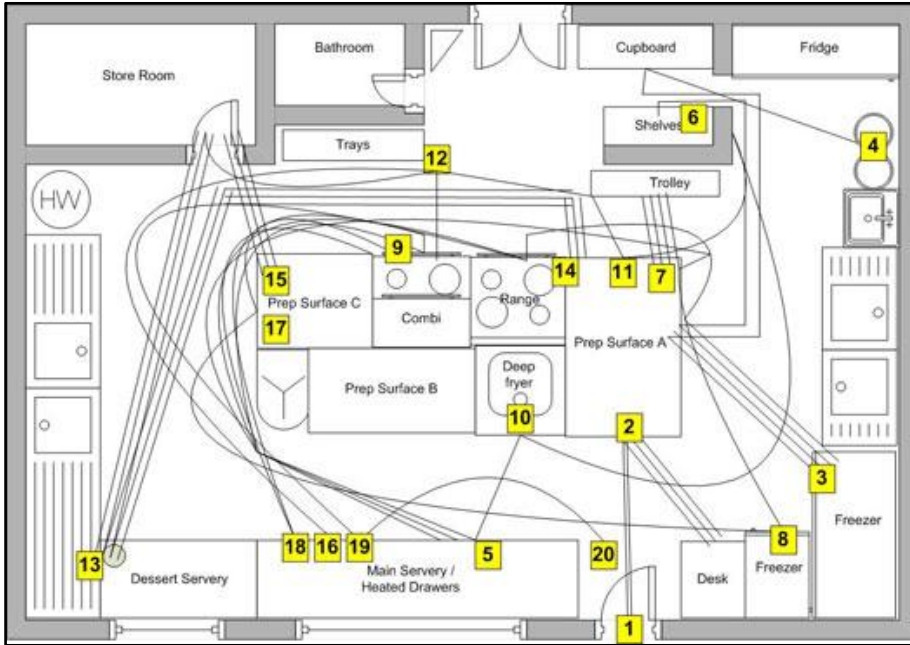 Store Room
Bathroom
Cupboard
Fridge
6
Shelves
4
Trays
12
Trolley
HW
9
15
14
11
7
Prep Surface C
Range
17
Combi
Prep Surface A
Deep
fryer
Prep Surface B
10
2
3
Freezer
18
16
19
5
20
8
13
Dessert Servery
Main Servery /
Heated Drawers
Desk
Freezer
1